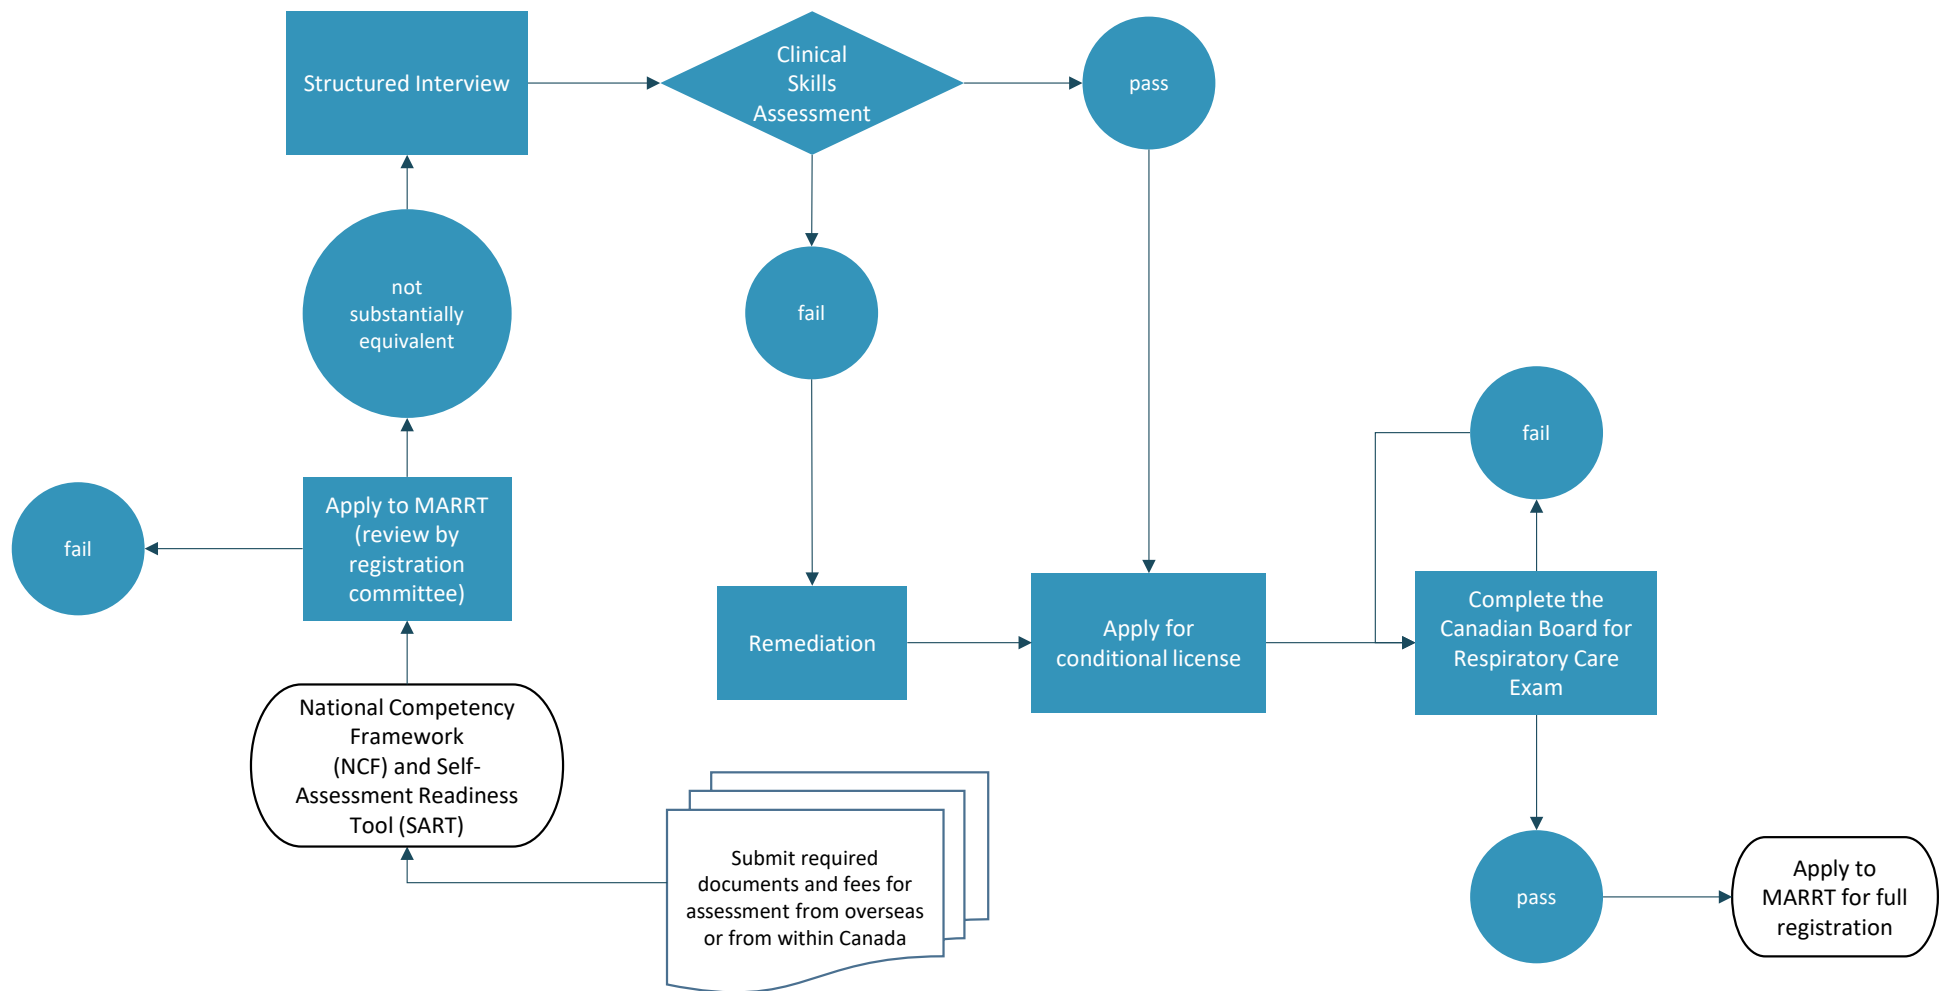 Structured Interview
Clinical
Skills
Assessment
pass
not
substantially
equivalent
fail
fail
fail
Apply to MARRT
(review by
registration
committee)
Remediation
Apply for
conditional license
Complete the
Canadian Board for
Respiratory Care
Exam
National Competency
Framework
(NCF) and Self-
Assessment Readiness
Tool (SART)
Submit required
documents and fees for
assessment from overseas
or from within Canada
pass
Apply to
MARRT for full
registration